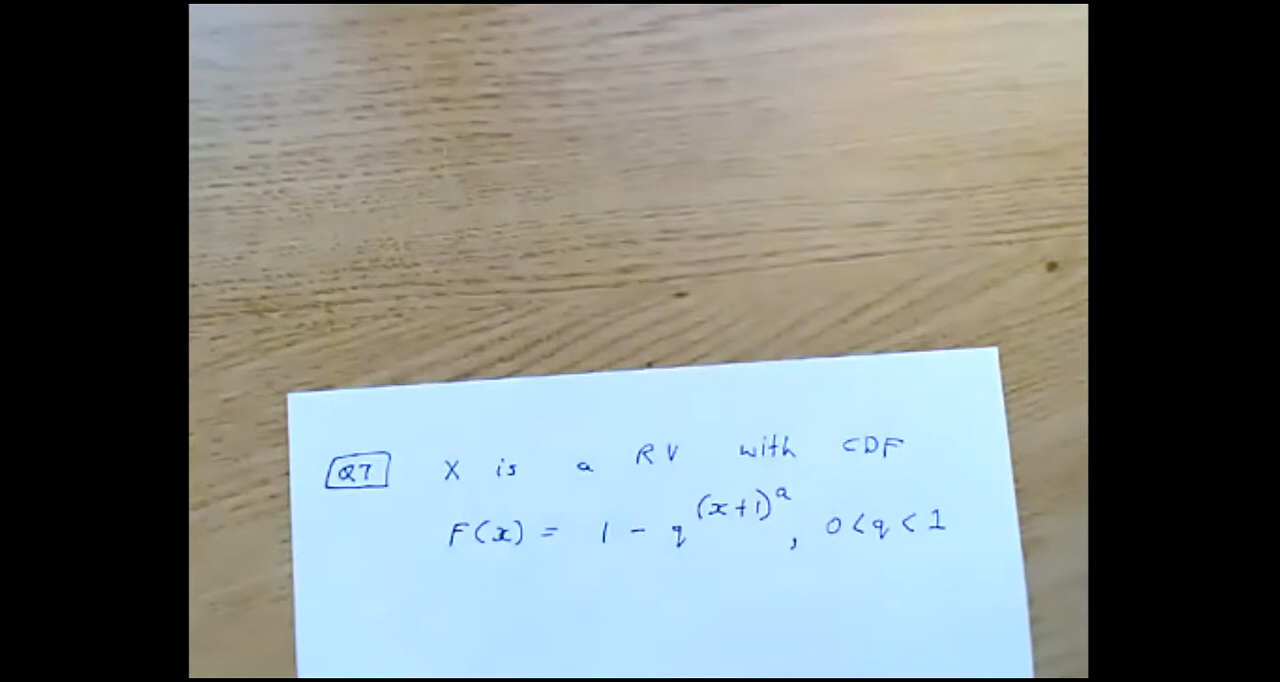 Q7 X is a RV with CDF
F(x) = 1 - q^(x+1)^a, 0<q<1